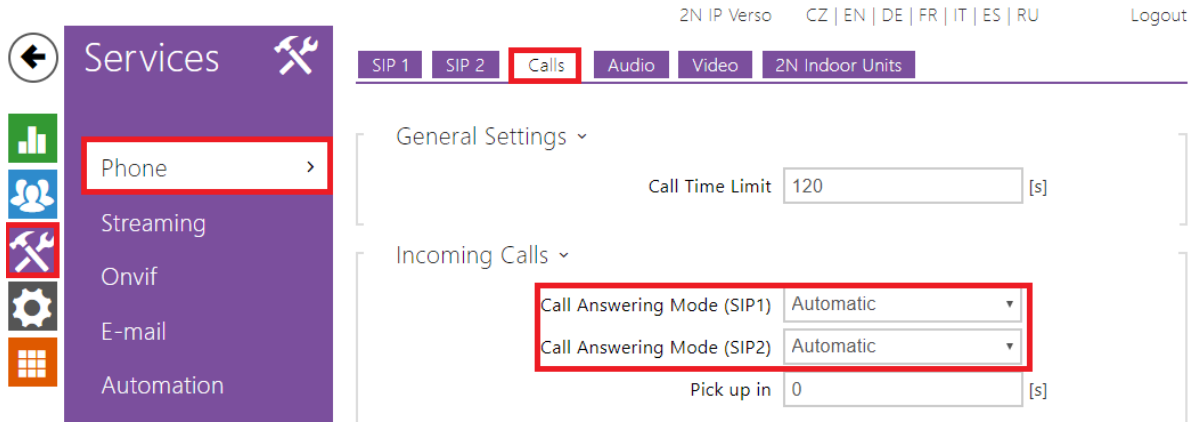 2N IP Verso CZ | EN | DE | FR | IT | ES | RU Logout
Services
SIP 1 SIP 2 Calls Audio Video 2N Indoor Units
General Settings
Phone
Call Time Limit 120 [s]
Streaming
Incoming Calls
Onvif
Call Answering Mode (SIP1) Automatic
E-mail
Call Answering Mode (SIP2) Automatic
Automation
Pick up in 0 [s]